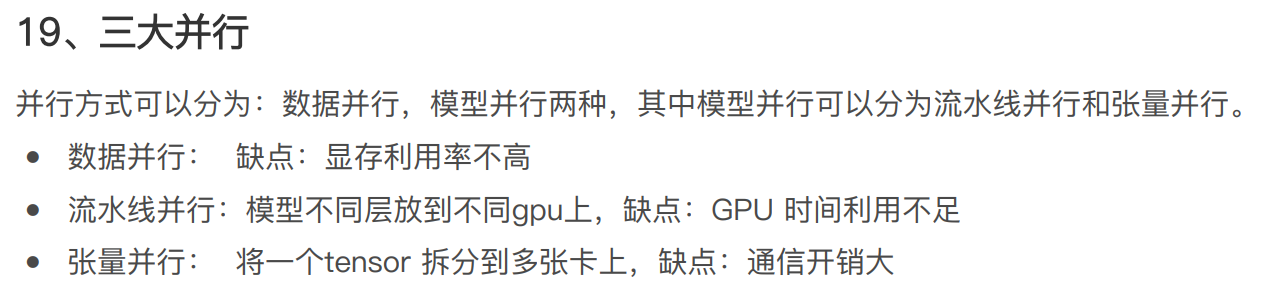 19、三大并行
并行方式可以分为：数据并行，模型并行两种，其中模型并行可以分为流水线并行和张量并行。
● 数据并行： 缺点：显存利用率不高
● 流水线并行：模型不同层放到不同gpu上，缺点：GPU 时间利用不足
● 张量并行： 将一个tensor 拆分到多张卡上，缺点：通信开销大